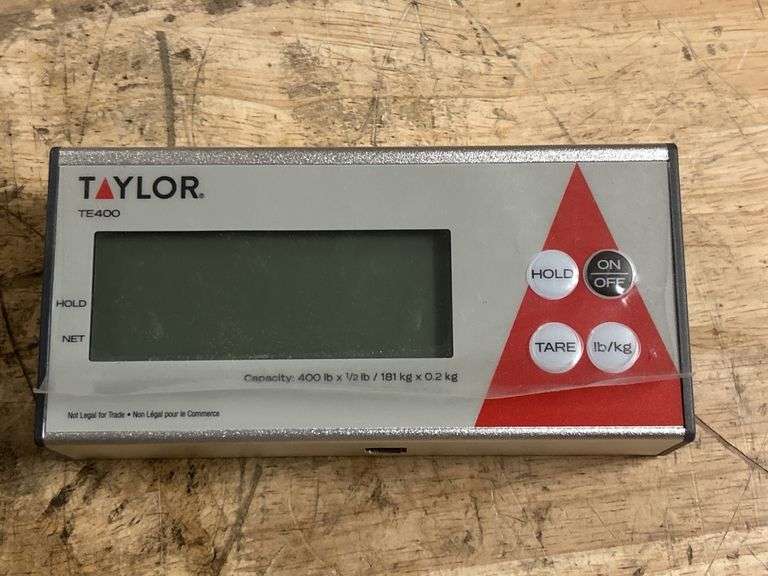 TAYLOR®
TE400
HOLD
NET
HOLD
ON
OFF
TARE
lb/kg
Capacity: 400 lb x ½ lb / 181 kg x 0.2 kg
Not Legal for Trade • Non Légal pour le Commerce